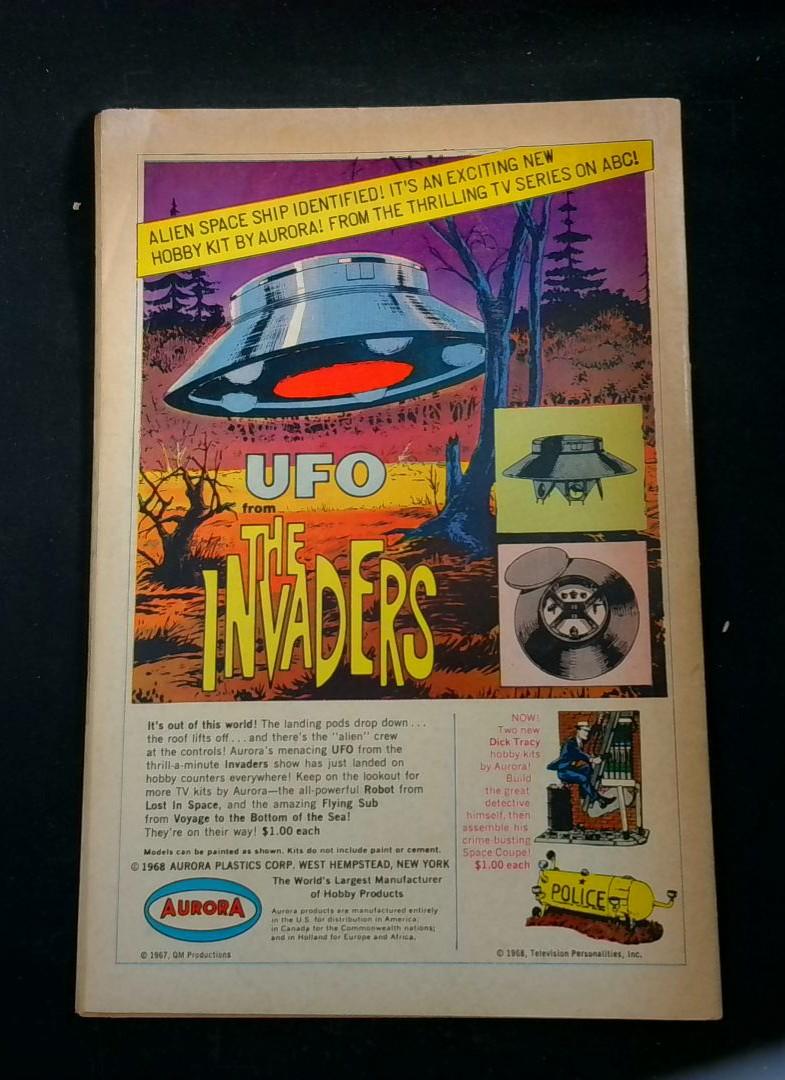 ALIEN SPACE SHIP IDENTIFIED! IT'S AN EXCITING NEW
HOBBY KIT BY AURORA! FROM THE THRILLING TV SERIES ON ABC!
UFO
from
THE
INVADERS
It's out of this world! The landing pods drop down...
the roof lifts off...and there's the "alien" crew
at the controls! Aurora's menacing UFO from the
thrill-a-minute Invaders show has just landed on
hobby counters everywhere! Keep on the lookout for
more TV kits by Aurora—the all-powerful Robot from
Lost In Space, and the amazing Flying Sub
from Voyage to the Bottom of the Sea!
They're on their way! $1.00 each
Models can be painted as shown. Kits do not include paint or cement.
© 1968 AURORA PLASTICS CORP. WEST HEMPSTEAD, NEW YORK
AURORA
The World's Largest Manufacturer
of Hobby Products
Aurora products are manufactured entirely
in the U.S. for distribution in America;
in Canada for the Commonwealth nations;
and in Holland for Europe and Africa.
© 1967, QM Productions
NOW!
Two new
Dick Tracy
hobby kits
by Aurora!
Build
the great
detective
himself, then
assemble his
crime-busting
Space Coupe!
$1.00 each
POLICE
© 1968, Television Personalities, Inc.